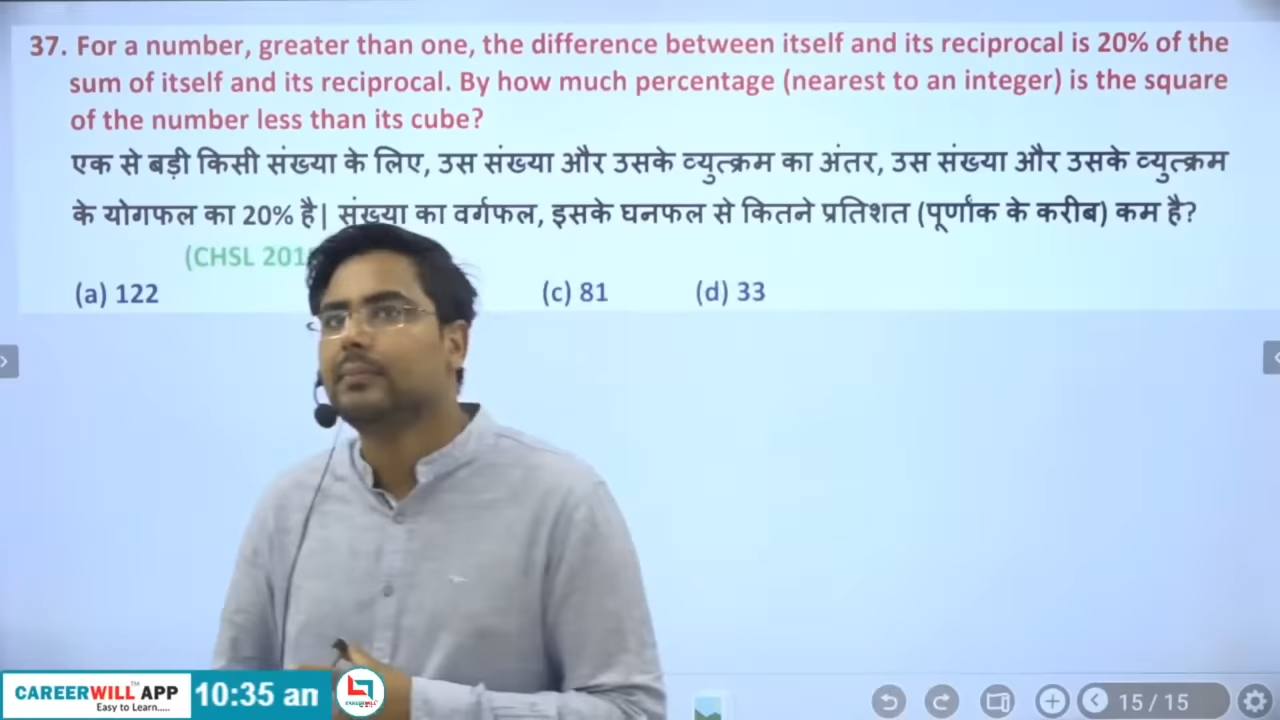 37. For a number, greater than one, the difference between itself and its reciprocal is 20% of the
sum of itself and its reciprocal. By how much percentage (nearest to an integer) is the square
of the number less than its cube?
एक से बड़ी किसी संख्या के लिए, उस संख्या और उसके व्युत्क्रम का अंतर, उस संख्या और उसके व्युत्क्रम
के योगफल का 20% है| संख्या का वर्गफल, इसके घनफल से कितने प्रतिशत (पूर्णांक के करीब) कम है?
(CHSL
(a) 122 (c) 81 (d) 33
CAREERWILL™ APP
Easy to Learn.....
10:35 an
CAREERWILL
15 / 15